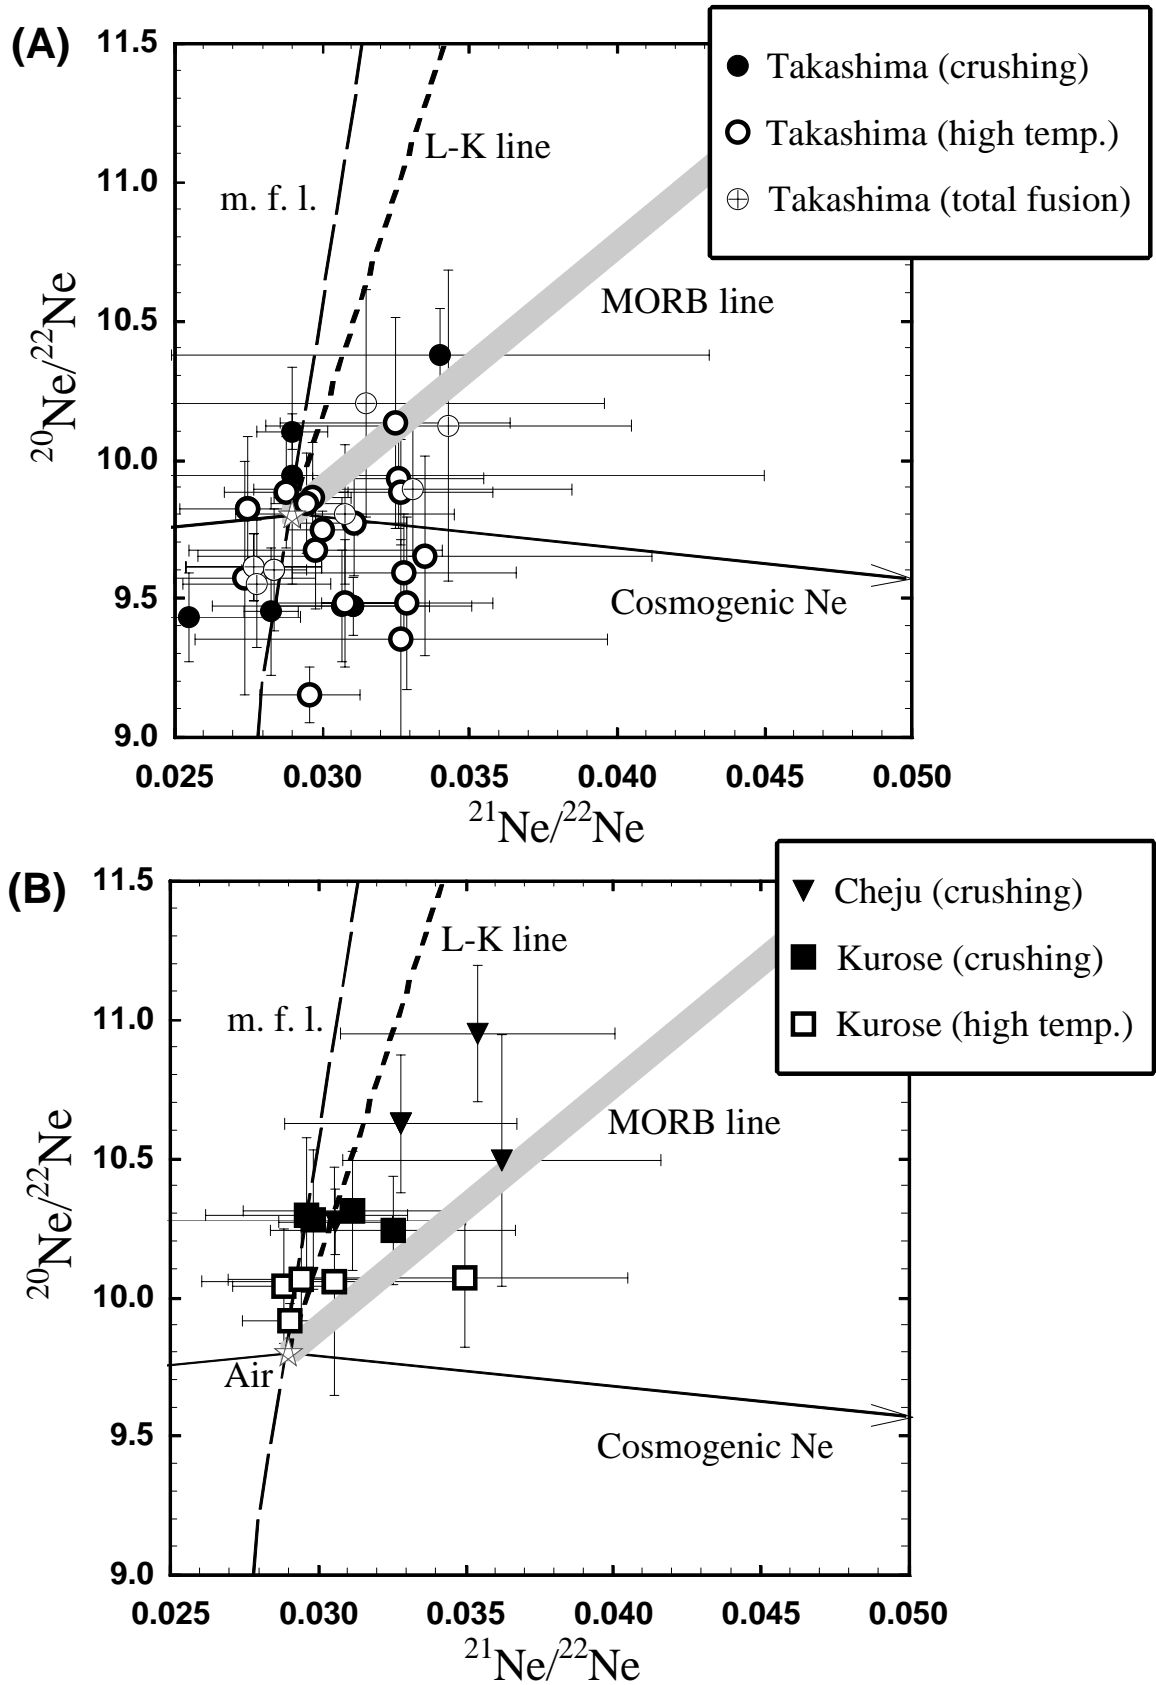 (A)
11.5
11.0
10.5
10.0
9.5
9.0
20Ne/22Ne
Takashima (crushing)
Takashima (high temp.)
Takashima (total fusion)
L-K line
m. f. l.
MORB line
Cosmogenic Ne
0.025 0.030 0.035 0.040 0.045 0.050
21Ne/22Ne
(B)
11.5
11.0
10.5
10.0
9.5
9.0
20Ne/22Ne
Cheju (crushing)
Kurose (crushing)
Kurose (high temp.)
L-K line
m. f. l.
MORB line
Air
Cosmogenic Ne
0.025 0.030 0.035 0.040 0.045 0.050
21Ne/22Ne